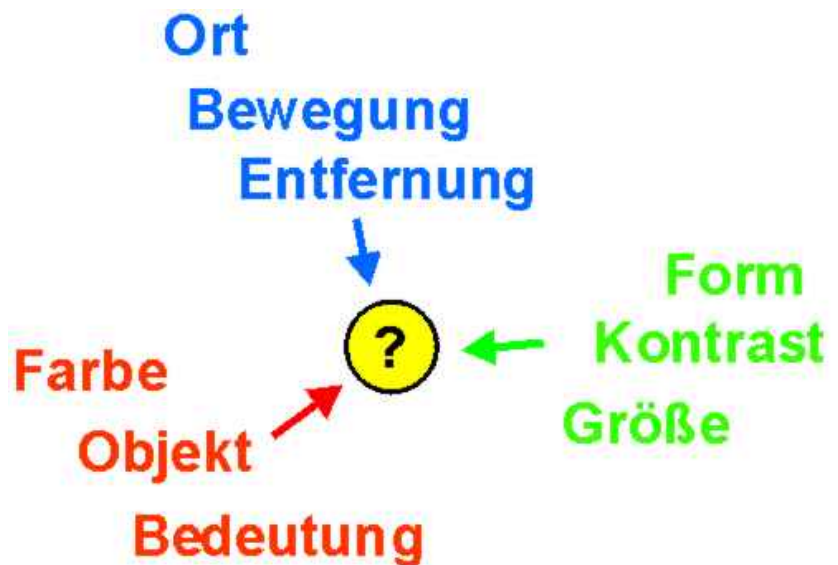 Ort
Bewegung
Entfernung
Form
Kontrast
Größe
?
Farbe
Objekt
Bedeutung